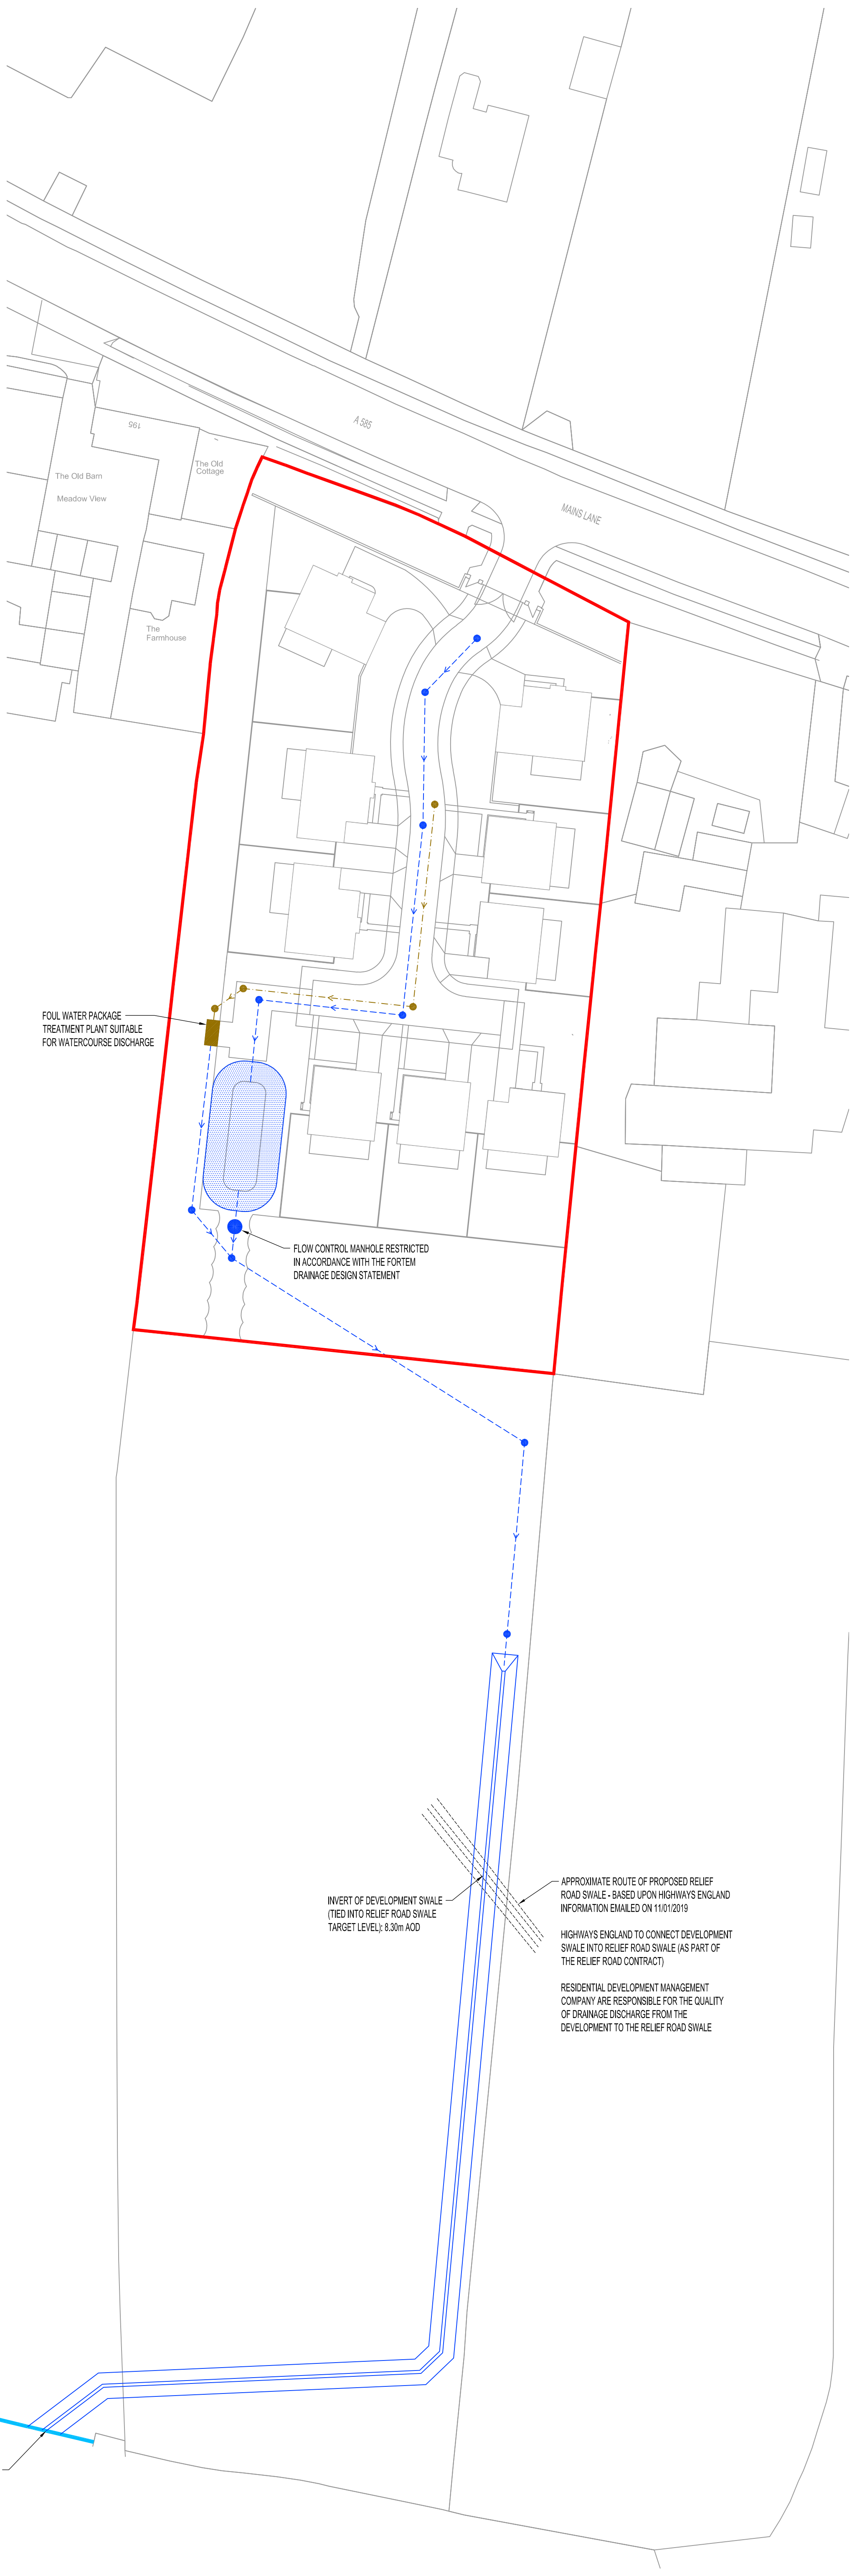 A 585
195
The Old
Cottage
The Old Barn
Meadow View
MAINS LANE
The
Farmhouse
FOUL WATER PACKAGE
TREATMENT PLANT SUITABLE
FOR WATERCOURSE DISCHARGE
FLOW CONTROL MANHOLE RESTRICTED
IN ACCORDANCE WITH THE FORTEM
DRAINAGE DESIGN STATEMENT
INVERT OF DEVELOPMENT SWALE
(TIED INTO RELIEF ROAD SWALE
TARGET LEVEL): 8.30m AOD
APPROXIMATE ROUTE OF PROPOSED RELIEF
ROAD SWALE - BASED UPON HIGHWAYS ENGLAND
INFORMATION EMAILED ON 11/01/2019
HIGHWAYS ENGLAND TO CONNECT DEVELOPMENT
SWALE INTO RELIEF ROAD SWALE (AS PART OF
THE RELIEF ROAD CONTRACT)
RESIDENTIAL DEVELOPMENT MANAGEMENT
COMPANY ARE RESPONSIBLE FOR THE QUALITY
OF DRAINAGE DISCHARGE FROM THE
DEVELOPMENT TO THE RELIEF ROAD SWALE